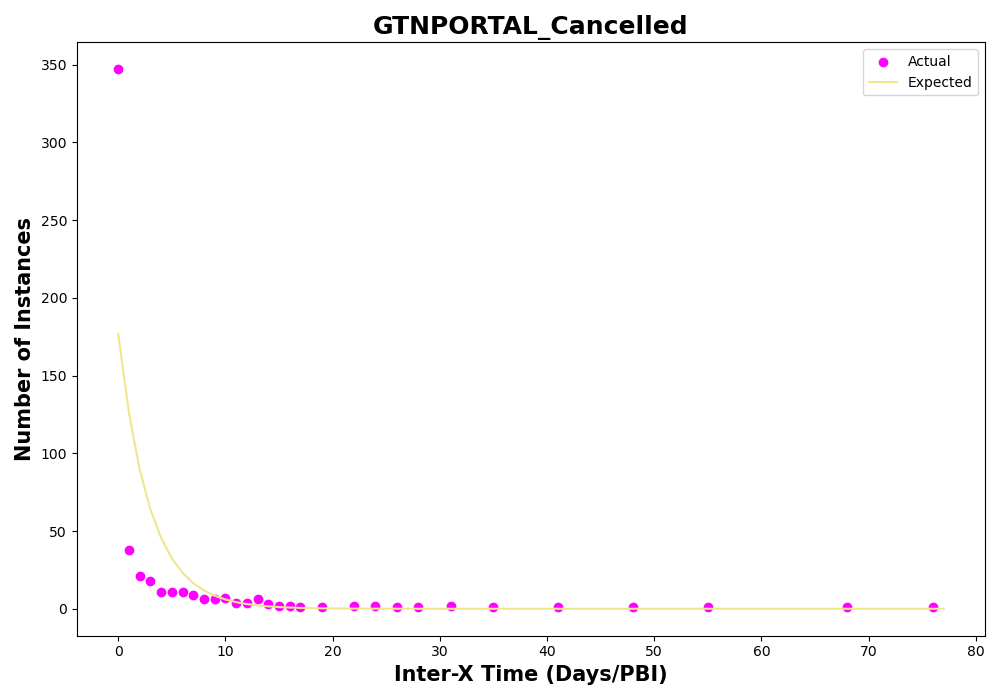 GTNPORTAL_Cancelled
Actual
Expected
Number of Instances
350
300
250
200
150
100
50
0
0 10 20 30 40 50 60 70 80
Inter-X Time (Days/PBI)